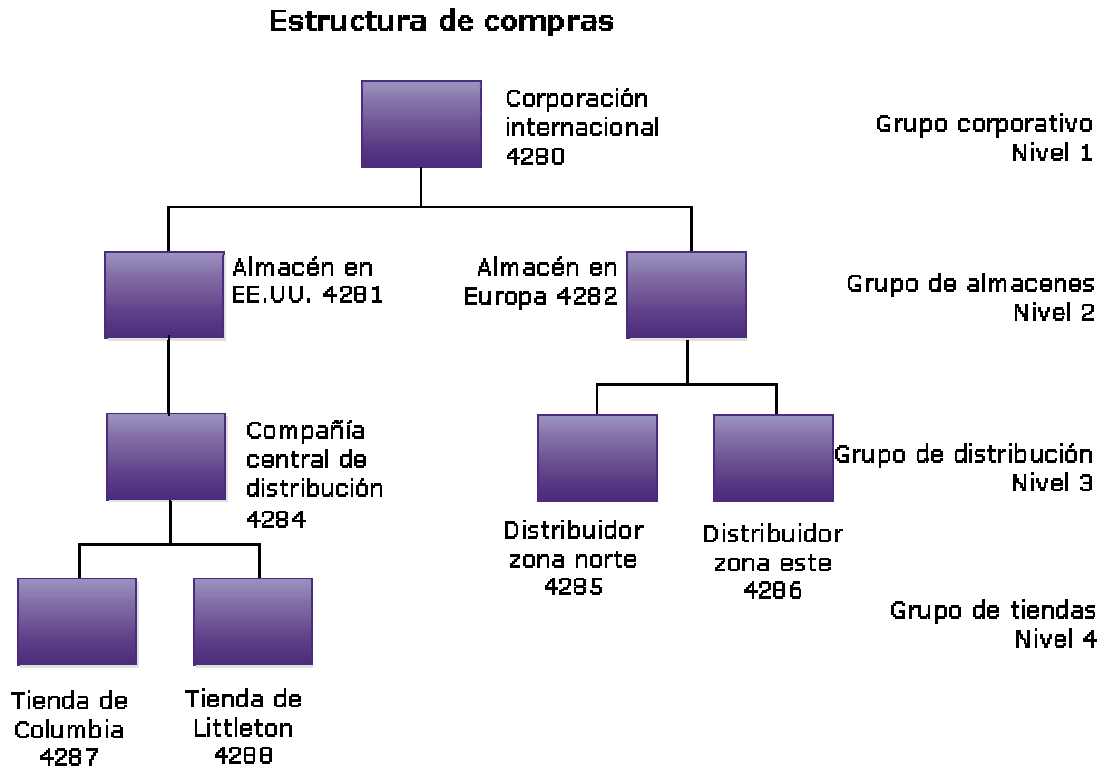 Estructura de compras
Corporación
internacional
4280
Grupo corporativo
Nivel 1
Almacén en
EE.UU. 4281
Almacén en
Europa 4282
Grupo de almacenes
Nivel 2
Compañía
central de
distribución
4284
Distribuidor
zona norte
4285
Distribuidor
zona este
4286
Grupo de distribución
Nivel 3
Tienda de
Columbia
4287
Tienda de
Littleton
4288
Grupo de tiendas
Nivel 4